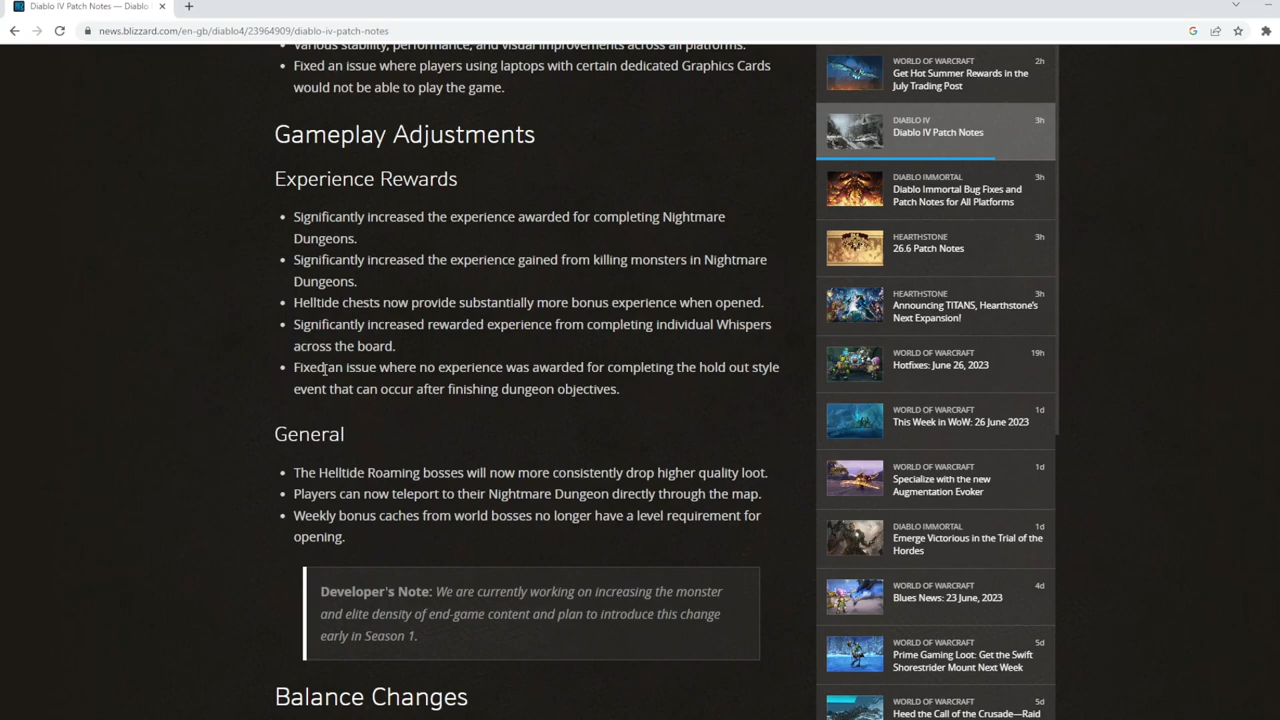 Diablo IV Patch Notes — Diablo I
news.blizzard.com/en-gb/diablo4/23964909/diablo-iv-patch-notes
Various stability, performance, and visual improvements across all platforms.
Fixed an issue where players using laptops with certain dedicated Graphics Cards
would not be able to play the game.
Gameplay Adjustments
Experience Rewards
Significantly increased the experience awarded for completing Nightmare
Dungeons.
Significantly increased the experience gained from killing monsters in Nightmare
Dungeons.
Helltide chests now provide substantially more bonus experience when opened.
Significantly increased rewarded experience from completing individual Whispers
across the board.
Fixed an issue where no experience was awarded for completing the hold out style
event that can occur after finishing dungeon objectives.
General
The Helltide Roaming bosses will now more consistently drop higher quality loot.
Players can now teleport to their Nightmare Dungeon directly through the map.
Weekly bonus caches from world bosses no longer have a level requirement for
opening.
Developer's Note: We are currently working on increasing the monster
and elite density of end-game content and plan to introduce this change
early in Season 1.
Balance Changes
WORLD OF WARCRAFT 2h
Get Hot Summer Rewards in the
July Trading Post
DIABLO IV 3h
Diablo IV Patch Notes
DIABLO IMMORTAL 3h
Diablo Immortal Bug Fixes and
Patch Notes for All Platforms
HEARTHSTONE 3h
26.6 Patch Notes
HEARTHSTONE 3h
Announcing TITANS, Hearthstone's
Next Expansion!
WORLD OF WARCRAFT 19h
Hotfixes: June 26, 2023
WORLD OF WARCRAFT 1d
This Week in WoW: 26 June 2023
WORLD OF WARCRAFT 1d
Specialize with the new
Augmentation Evoker
DIABLO IMMORTAL 1d
Emerge Victorious in the Trial of the
Hordes
WORLD OF WARCRAFT 4d
Blues News: 23 June, 2023
WORLD OF WARCRAFT 5d
Prime Gaming Loot: Get the Swift
Shorestrider Mount Next Week
WORLD OF WARCRAFT 5d
Heed the Call of the Crusade—Raid